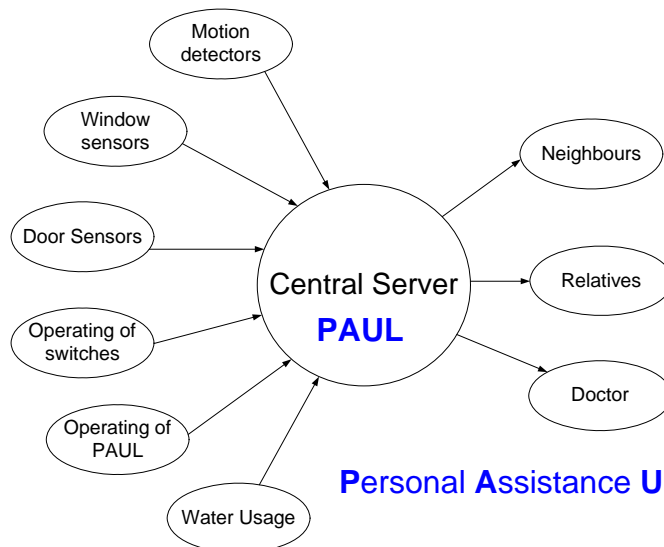 Motion
detectors
Window
sensors
Neighbours
Door Sensors
Central Server
Relatives
PAUL
Operating of
switches
Doctor
Operating of
PAUL
Personal Assistance U
Water Usage